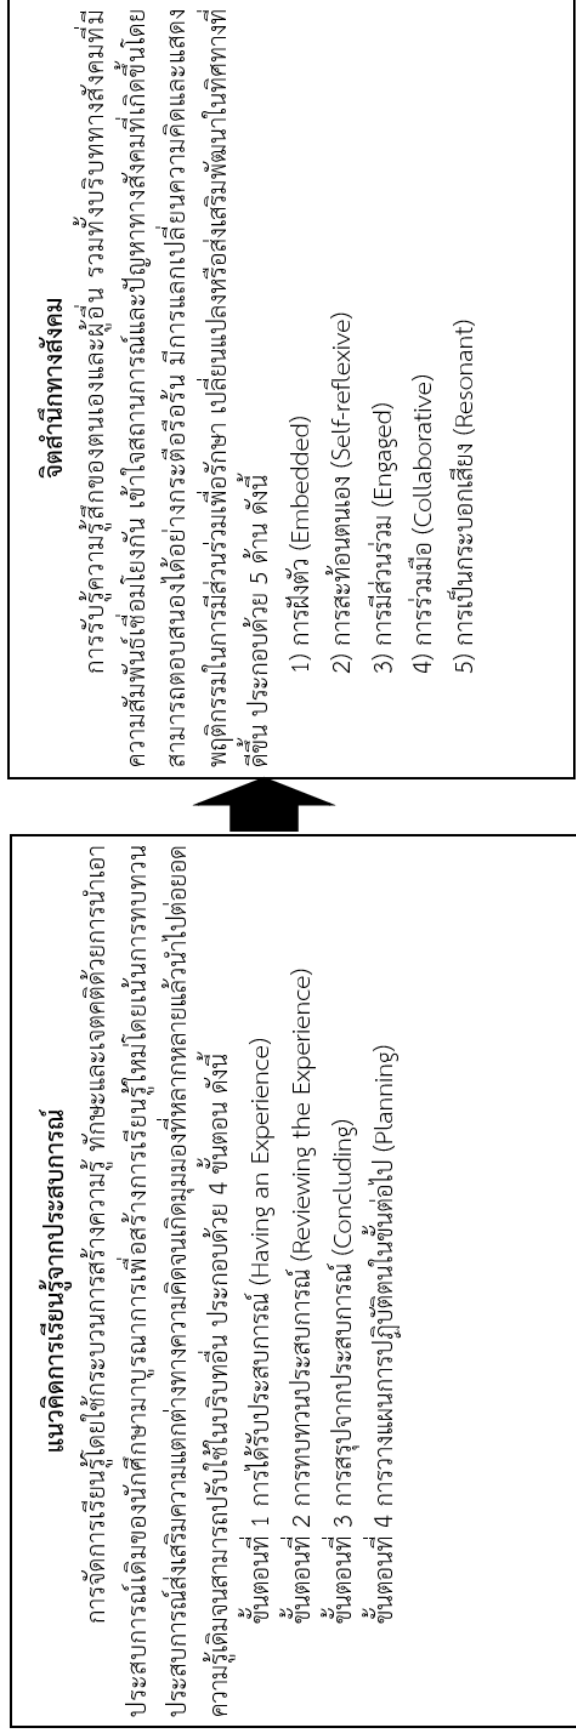 แนวคิดการเรียนรู้จากประสบการณ์
การจัดการเรียนรู้โดยใช้กระบวนการสร้างความรู้ ทักษะและเจตคติด้วยการนำเอา
ประสบการณ์เดิมของนักศึกษามาบูรณาการเพื่อสร้างการเรียนรู้ใหม่โดยเน้นการทบทวน
ประสบการณ์ส่งเสริมความแตกต่างทางความคิดจนเกิดมุมมองที่หลากหลายแล้วนำไปต่อยอด
ความรู้เดิมจนสามารถปรับใช้ในบริบทอื่น ประกอบด้วย 4 ขั้นตอน ดังนี้
ขั้นตอนที่ 1 การได้รับประสบการณ์ (Having an Experience)
ขั้นตอนที่ 2 การทบทวนประสบการณ์ (Reviewing the Experience)
ขั้นตอนที่ 3 การสรุปจากประสบการณ์ (Concluding)
ขั้นตอนที่ 4 การวางแผนการปฏิบัติตนในขั้นต่อไป (Planning)
จิตสำนึกทางสังคม
การรับรู้ความรู้สึกของตนเองและผู้อื่น รวมทั้งบริบททางสังคมที่มี
ความสัมพันธ์เชื่อมโยงกัน เข้าใจสถานการณ์และปัญหาทางสังคมที่เกิดขึ้นโดย
สามารถตอบสนองได้อย่างกระตือรือร้น มีการแลกเปลี่ยนความคิดและแสดง
พฤติกรรมในการมีส่วนร่วมเพื่อรักษา เปลี่ยนแปลงหรือส่งเสริมพัฒนาในทิศทางที่
ดีขึ้น ประกอบด้วย 5 ด้าน ดังนี้
1) การฝังตัว (Embedded)
2) การสะท้อนตนเอง (Self-reflexive)
3) การมีส่วนร่วม (Engaged)
4) การร่วมมือ (Collaborative)
5) การเป็นกระบอกเสียง (Resonant)